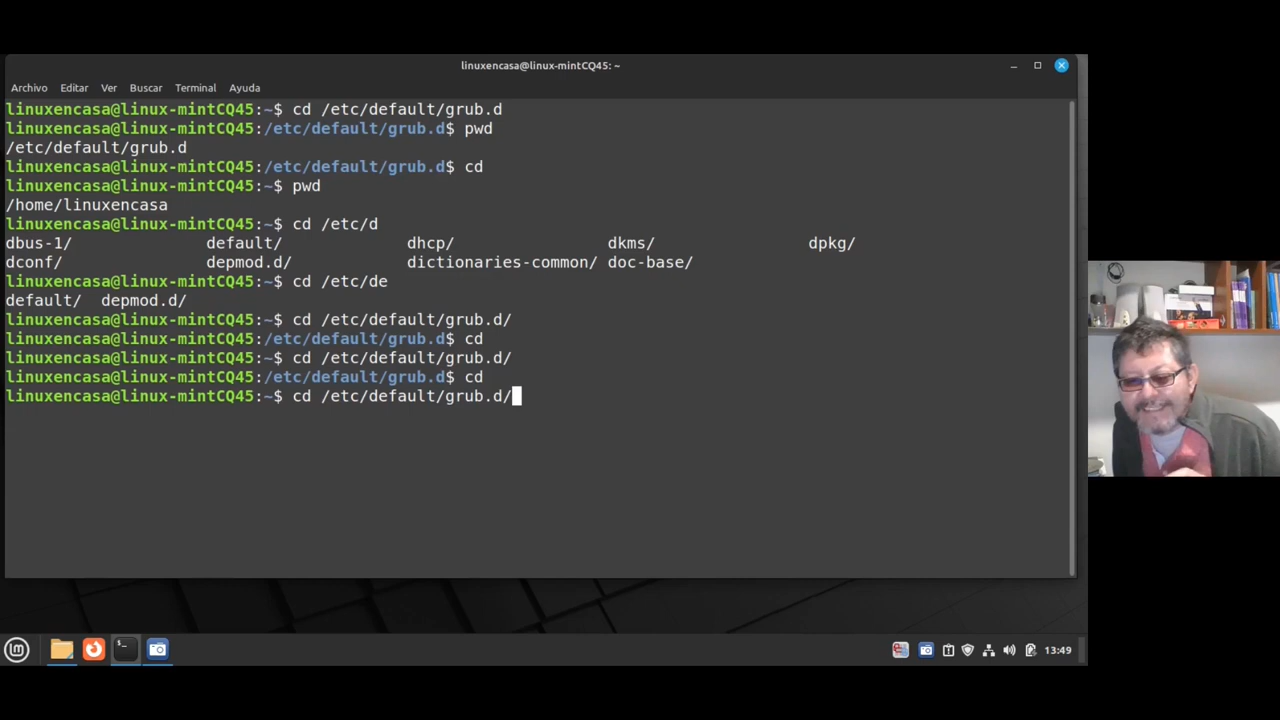 linuxencasa@linux-mintCQ45: ~
Archivo Editar Ver Buscar Terminal Ayuda
linuxencasa@linux-mintCQ45:~$ cd /etc/default/grub.d
linuxencasa@linux-mintCQ45:/etc/default/grub.d$ pwd
/etc/default/grub.d
linuxencasa@linux-mintCQ45:/etc/default/grub.d$ cd
linuxencasa@linux-mintCQ45:~$ pwd
/home/linuxencasa
linuxencasa@linux-mintCQ45:~$ cd /etc/d
dbus-1/ default/ dhcp/ dkms/ dpkg/
dconf/ depmod.d/ dictionaries-common/ doc-base/
linuxencasa@linux-mintCQ45:~$ cd /etc/de
default/ depmod.d/
linuxencasa@linux-mintCQ45:~$ cd /etc/default/grub.d/
linuxencasa@linux-mintCQ45:/etc/default/grub.d$ cd
linuxencasa@linux-mintCQ45:~$ cd /etc/default/grub.d/
linuxencasa@linux-mintCQ45:/etc/default/grub.d$ cd
linuxencasa@linux-mintCQ45:~$ cd /etc/default/grub.d/
13:49